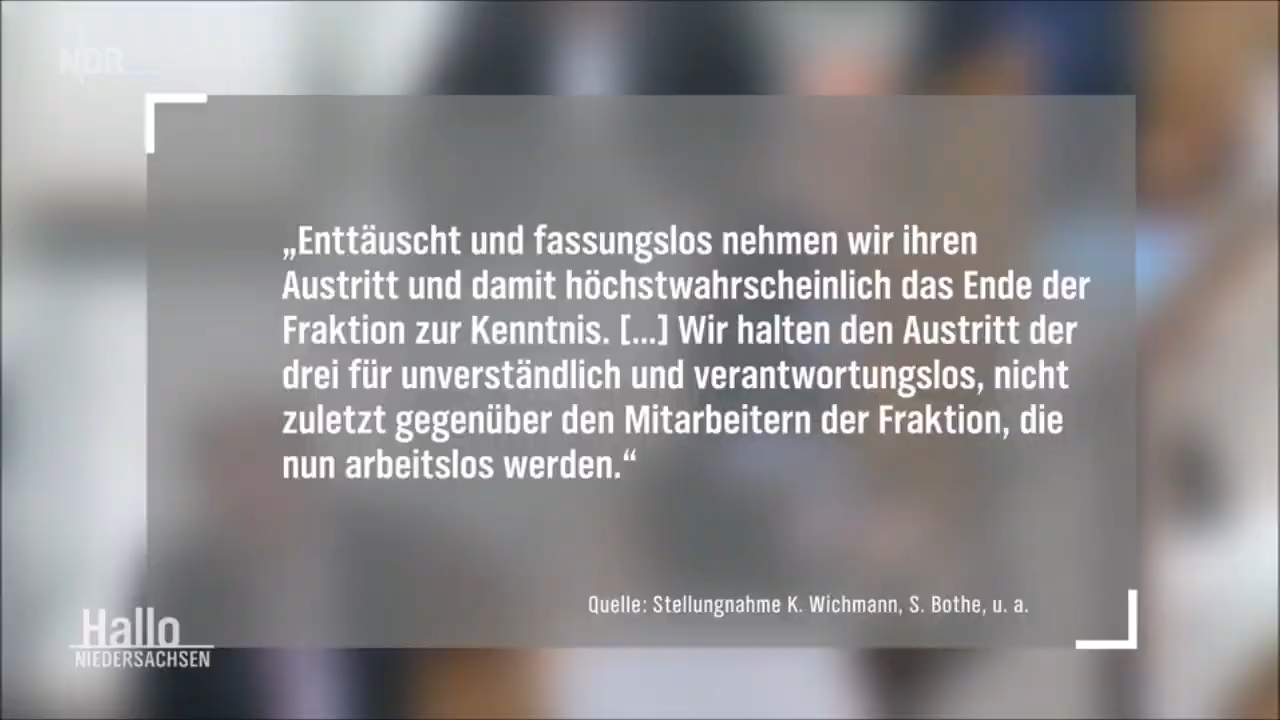 NDR
„Enttäuscht und fassungslos nehmen wir ihren
Austritt und damit höchstwahrscheinlich das Ende der
Fraktion zur Kenntnis. [...] Wir halten den Austritt der
drei für unverständlich und verantwortungslos, nicht
zuletzt gegenüber den Mitarbeitern der Fraktion, die
nun arbeitslos werden.“
Quelle: Stellungnahme K. Wichmann, S. Bothe, u. a.
Hallo
NIEDERSACHSEN